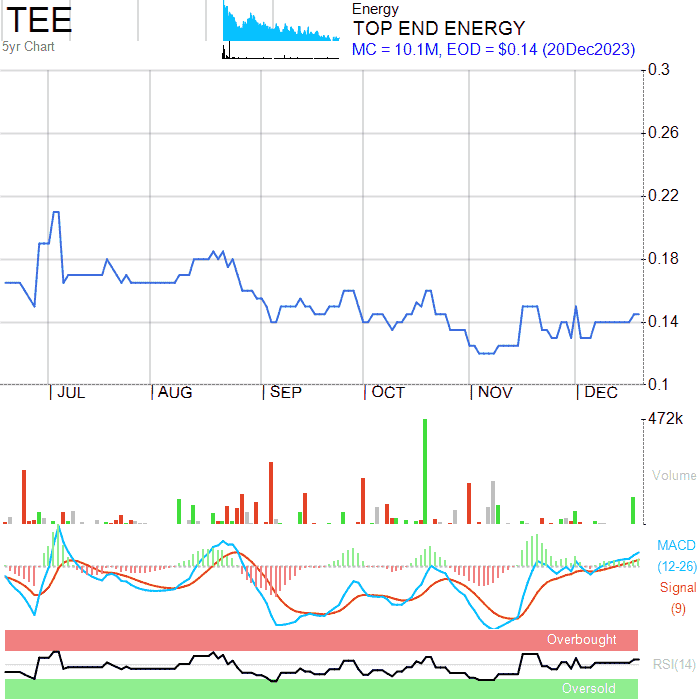 TEE
5yr Chart
Energy
TOP END ENERGY
MC = 10.1M, EOD = $0.14 (20Dec2023)
0.3
0.26
0.22
0.18
0.14
0.1
JUL AUG SEP OCT NOV DEC
472k
Volume
MACD
(12-26)
Signal
(9)
Overbought
RSI(14)
Oversold